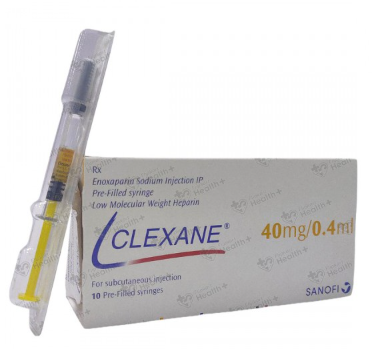 Rx
Enoxaparin Sodium Injection IP
Pre-Filled syringe
Low Molecular Weight Heparin
CLEXANE®
40mg/0.4ml
For subcutaneous injection
10 Pre-Filled syringes
SANOFI